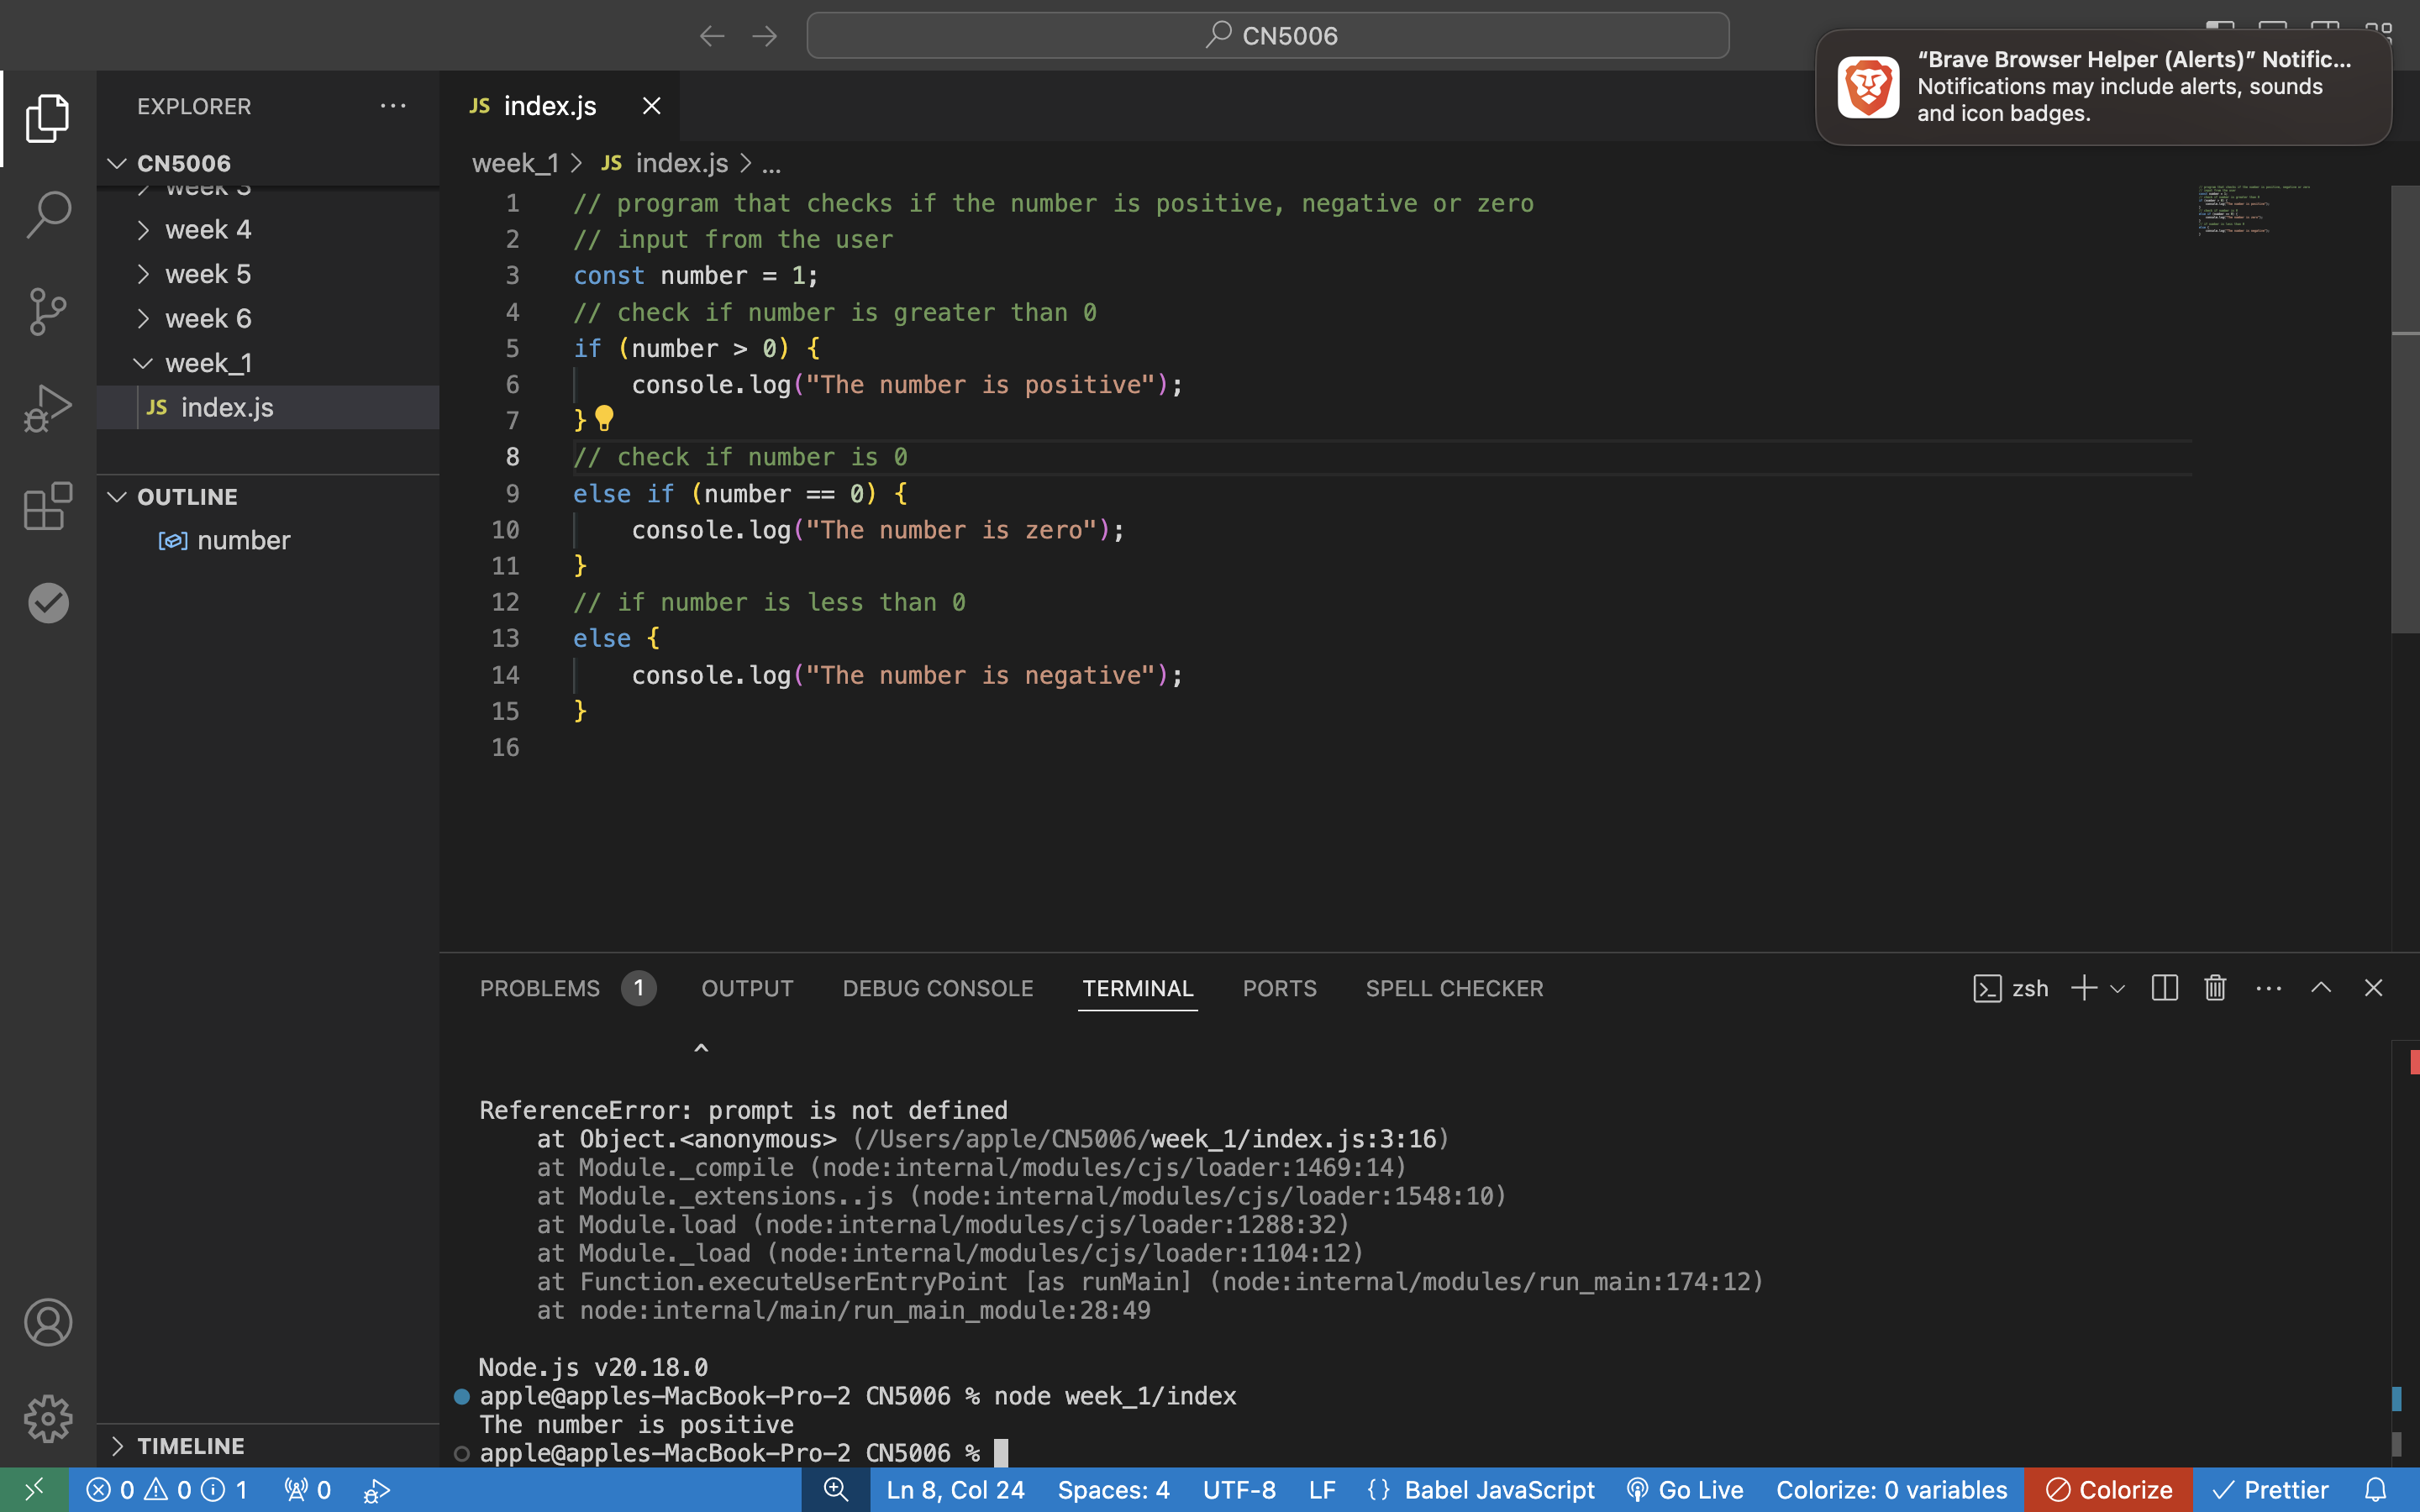 CN5006
"Brave Browser Helper (Alerts)" Notific...
Notifications may include alerts, sounds
and icon badges.
EXPLORER
CN5006
week 3
week 4
week 5
week 6
week_1
JS index.js
OUTLINE
number
TIMELINE
JS index.js
week_1 > JS index.js > ...
1 // program that checks if the number is positive, negative or zero
2 // input from the user
3 const number = 1;
4 // check if number is greater than 0
5 if (number > 0) {
6     console.log("The number is positive");
7 }
8 // check if number is 0
9 else if (number == 0) {
10     console.log("The number is zero");
11 }
12 // if number is less than 0
13 else {
14     console.log("The number is negative");
15 }
16
PROBLEMS 1 OUTPUT DEBUG CONSOLE TERMINAL PORTS SPELL CHECKER zsh
^
ReferenceError: prompt is not defined
    at Object.<anonymous> (/Users/apple/CN5006/week_1/index.js:3:16)
    at Module._compile (node:internal/modules/cjs/loader:1469:14)
    at Module._extensions..js (node:internal/modules/cjs/loader:1548:10)
    at Module.load (node:internal/modules/cjs/loader:1288:32)
    at Module._load (node:internal/modules/cjs/loader:1104:12)
    at Function.executeUserEntryPoint [as runMain] (node:internal/modules/run_main:174:12)
    at node:internal/main/run_main_module:28:49
Node.js v20.18.0
apple@apples-MacBook-Pro-2 CN5006 % node week_1/index
The number is positive
apple@apples-MacBook-Pro-2 CN5006 %
0 0 1 0 Ln 8, Col 24 Spaces: 4 UTF-8 LF {} Babel JavaScript Go Live Colorize: 0 variables Colorize Prettier